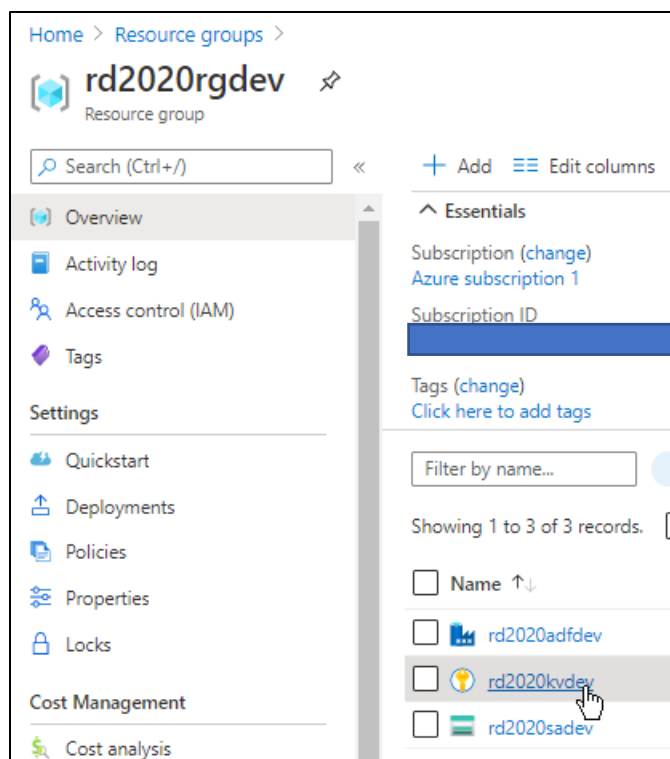 Home > Resource groups >
rd2020rgdev
Resource group
Search (Ctrl+/)
«
Overview
Activity log
Access control (IAM)
Tags
Settings
Quickstart
Deployments
Policies
Properties
Locks
Cost Management
Cost analysis
+ Add Edit columns
Essentials
Subscription (change)
Azure subscription 1
Subscription ID
Tags (change)
Click here to add tags
Filter by name...
Showing 1 to 3 of 3 records.
Name ↑↓
rd2020adfdev
rd2020kvdev
rd2020sadev